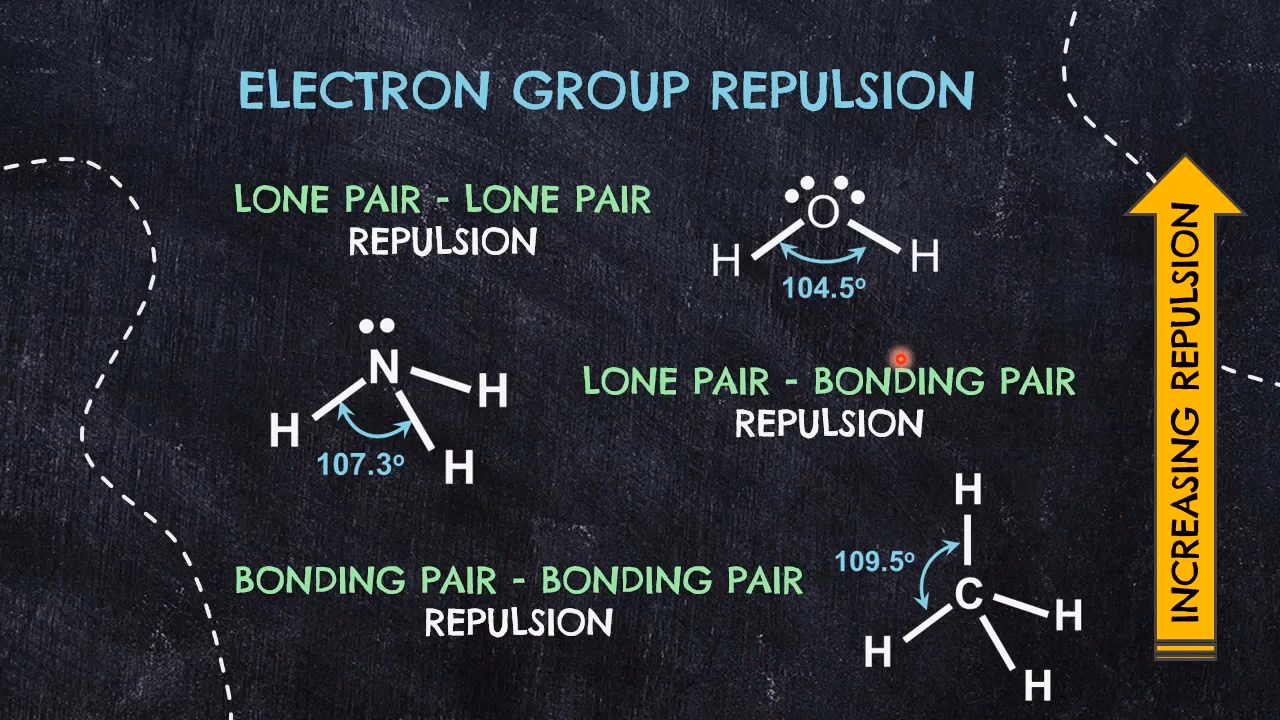 ELECTRON GROUP REPULSION
LONE PAIR - LONE PAIR
REPULSION
O
H H
104.5º
N
H H
H
107.3º
LONE PAIR - BONDING PAIR
REPULSION
BONDING PAIR - BONDING PAIR
REPULSION
H
109.5º
C
H H
H
INCREASING REPULSION